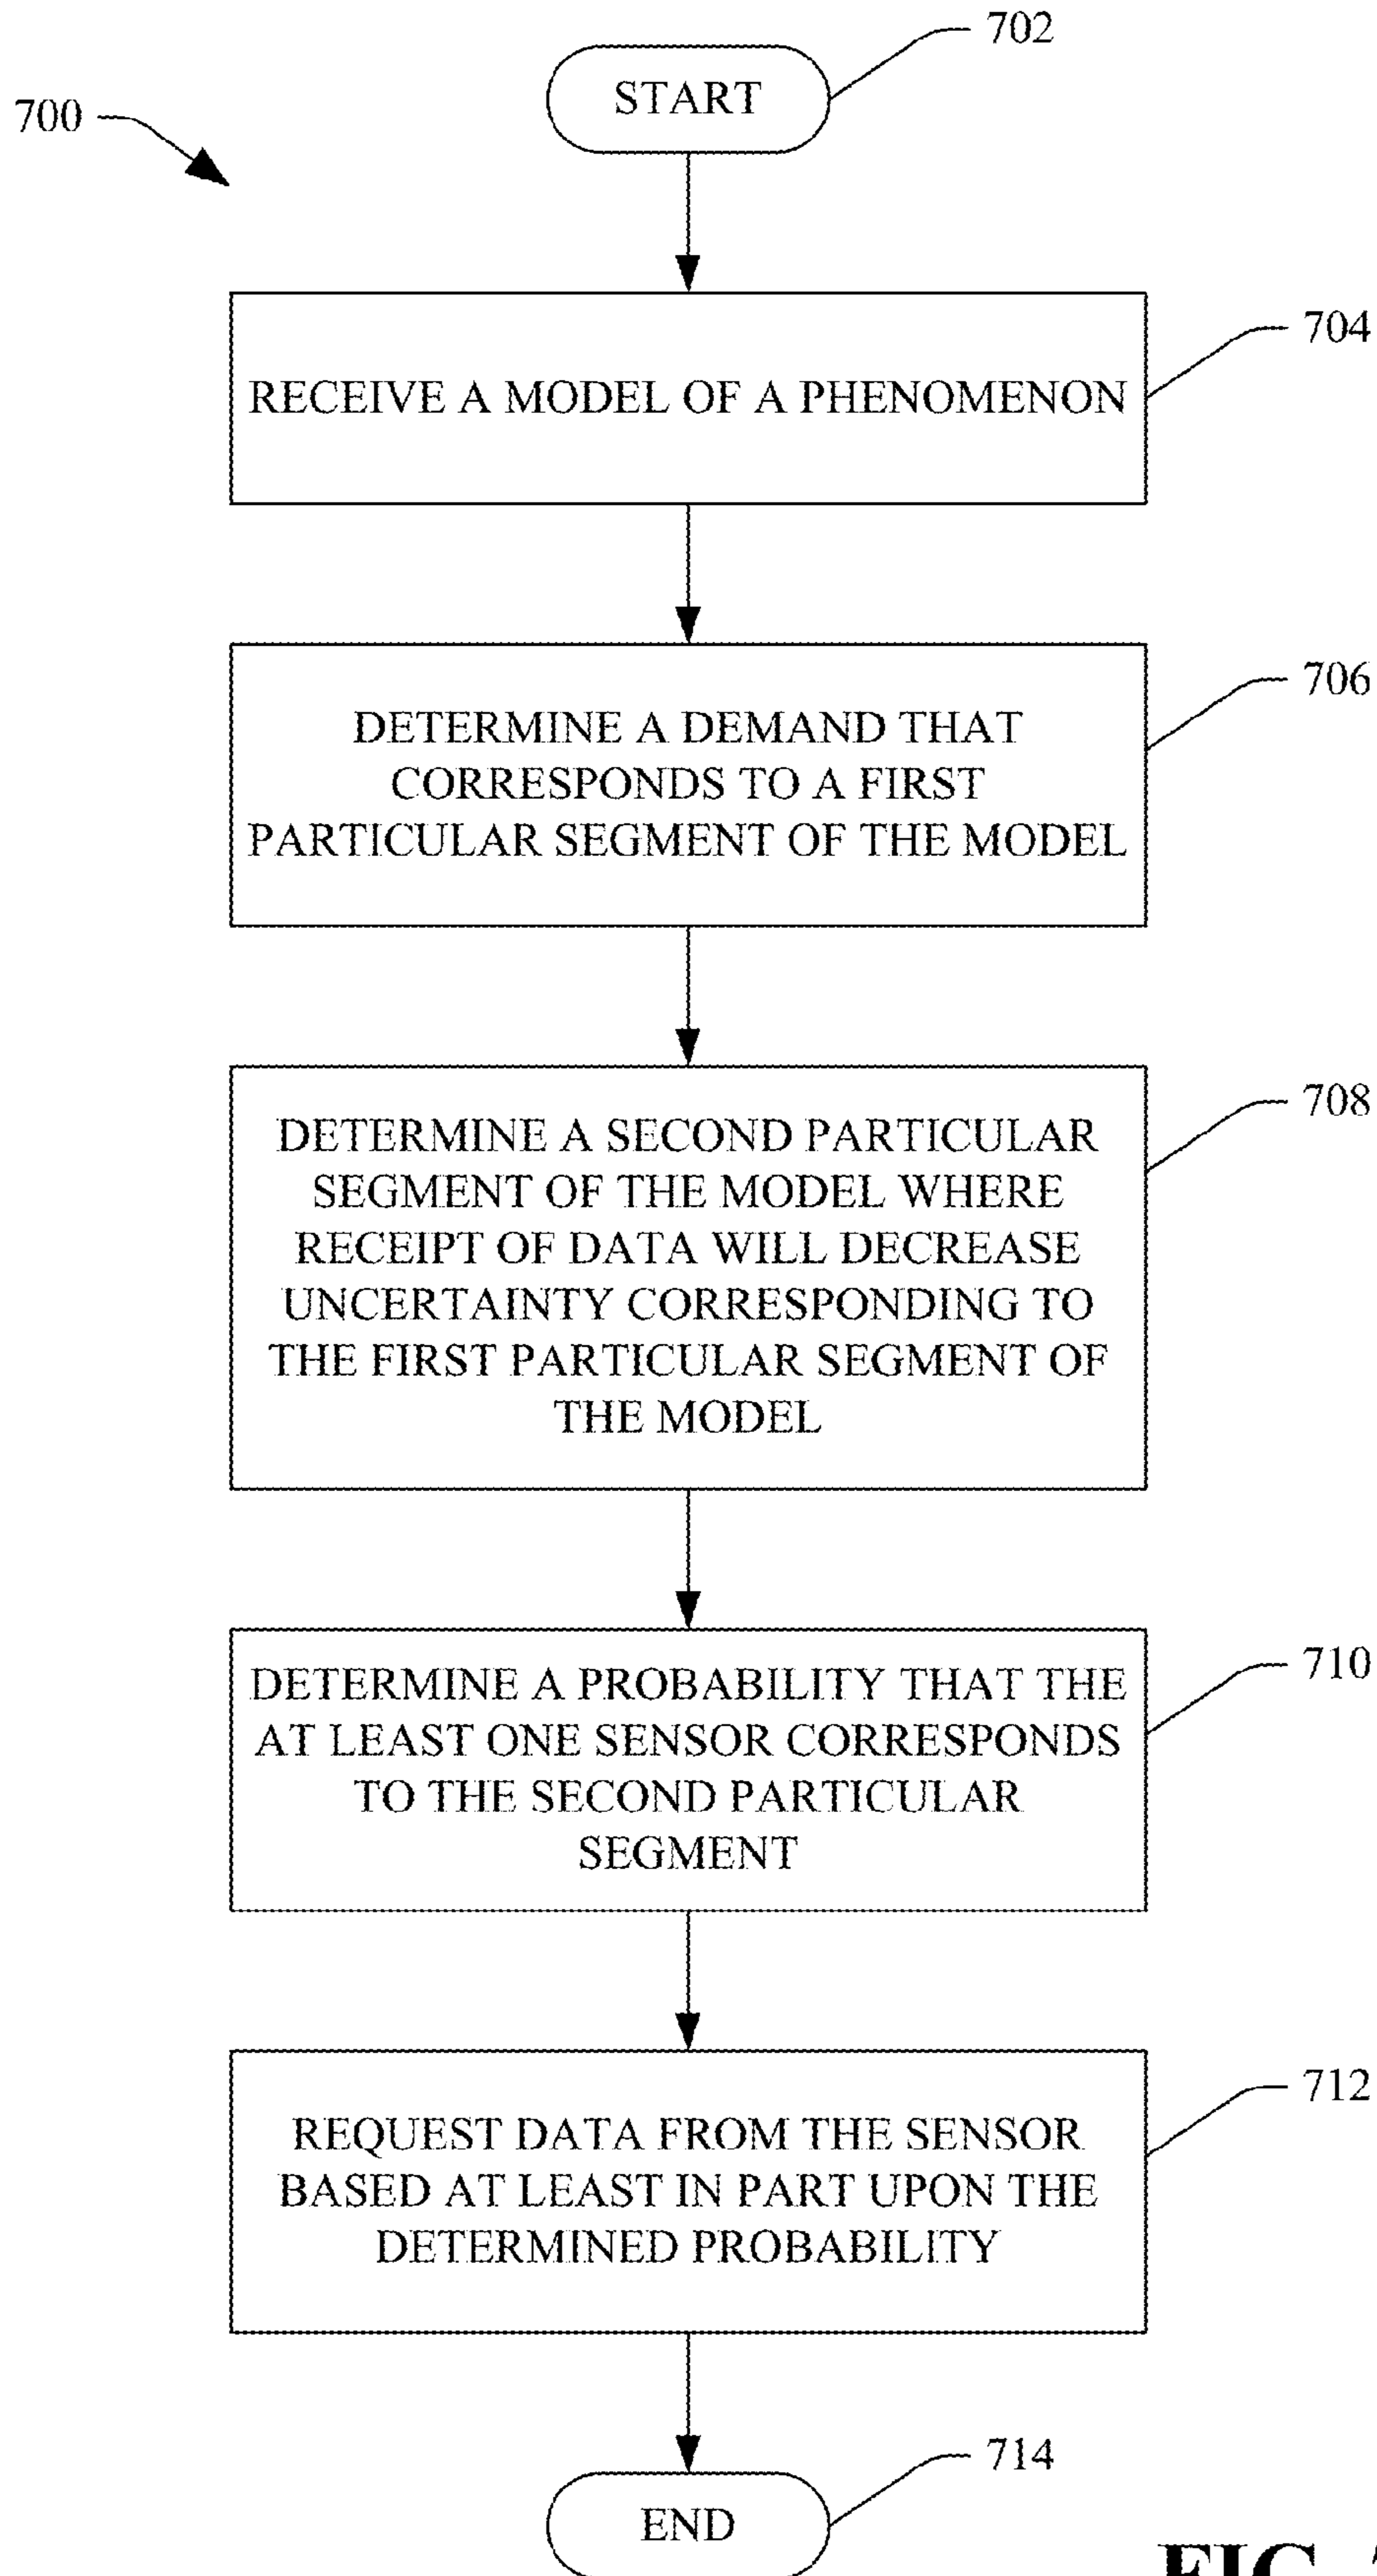 702
START
700
704
RECEIVE A MODEL OF A PHENOMENON
706
DETERMINE A DEMAND THAT
CORRESPONDS TO A FIRST
PARTICULAR SEGMENT OF THE MODEL
708
DETERMINE A SECOND PARTICULAR
SEGMENT OF THE MODEL WHERE
RECEIPT OF DATA WILL DECREASE
UNCERTAINTY CORRESPONDING TO
THE FIRST PARTICULAR SEGMENT OF
THE MODEL
710
DETERMINE A PROBABILITY THAT THE
AT LEAST ONE SENSOR CORRESPONDS
TO THE SECOND PARTICULAR
SEGMENT
712
REQUEST DATA FROM THE SENSOR
BASED AT LEAST IN PART UPON THE
DETERMINED PROBABILITY
714
END
FIG.